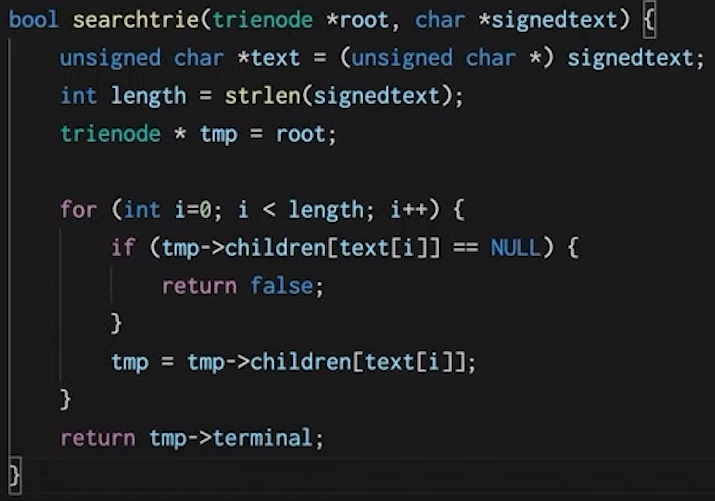 bool searchtrie(trienode *root, char *signedtext) {
    unsigned char *text = (unsigned char *) signedtext;
    int length = strlen(signedtext);
    trienode * tmp = root;

    for (int i=0; i < length; i++) {
        if (tmp->children[text[i]] == NULL) {
            return false;
        }
        tmp = tmp->children[text[i]];
    }
    return tmp->terminal;
}